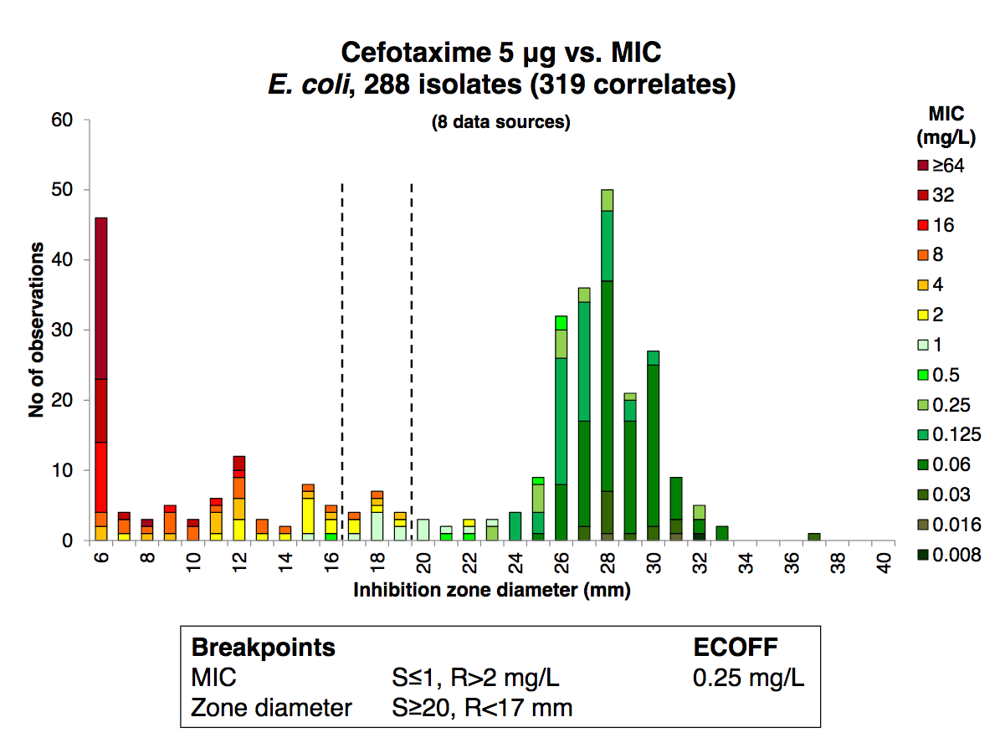 Cefotaxime 5 µg vs. MIC
E. coli, 288 isolates (319 correlates)
(8 data sources)
MIC
(mg/L)
≥64
32
16
8
4
2
1
0.5
0.25
0.125
0.06
0.03
0.016
0.008
No of observations
60
50
40
30
20
10
0
6 8 10 12 14 16 18 20 22 24 26 28 30 32 34 36 38 40
Inhibition zone diameter (mm)
Breakpoints ECOFF
MIC S≤1, R>2 mg/L 0.25 mg/L
Zone diameter S≥20, R<17 mm